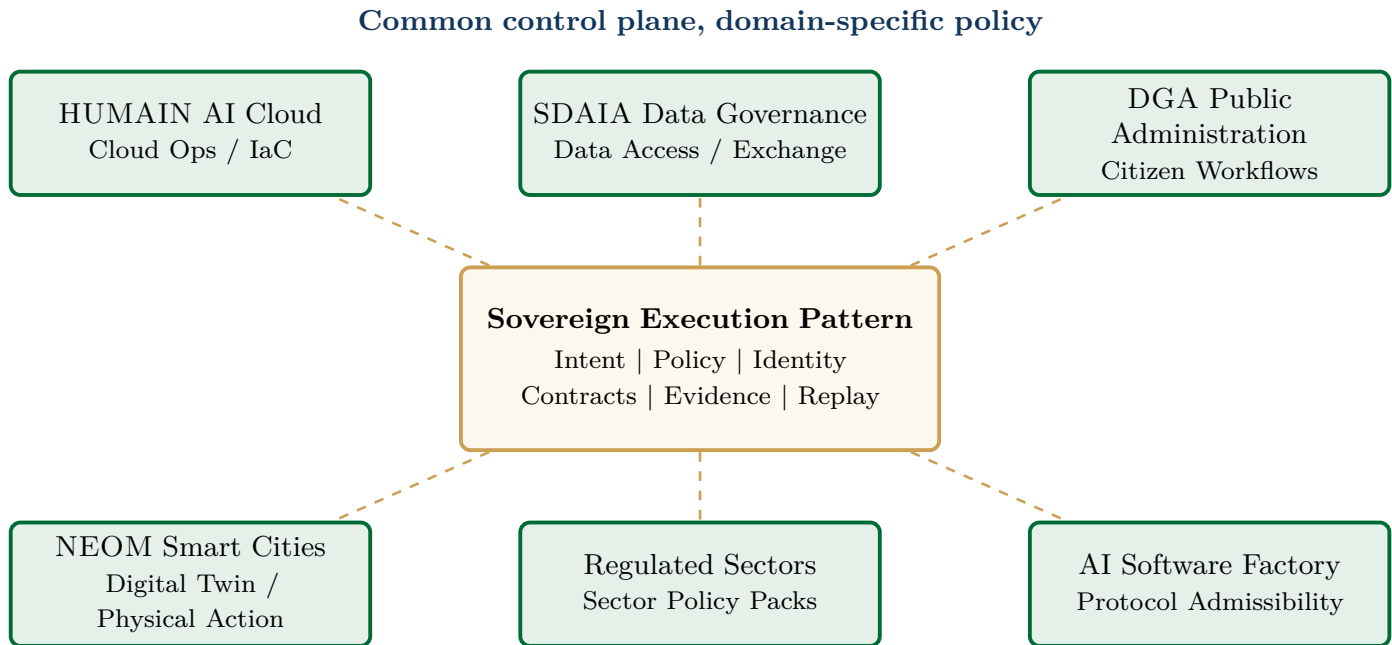 Common control plane, domain-specific policy
HUMAIN AI Cloud
Cloud Ops / IaC
SDAIA Data Governance
Data Access / Exchange
DGA Public
Administration
Citizen Workflows
Sovereign Execution Pattern
Intent | Policy | Identity
Contracts | Evidence | Replay
NEOM Smart Cities
Digital Twin /
Physical Action
Regulated Sectors
Sector Policy Packs
AI Software Factory
Protocol Admissibility